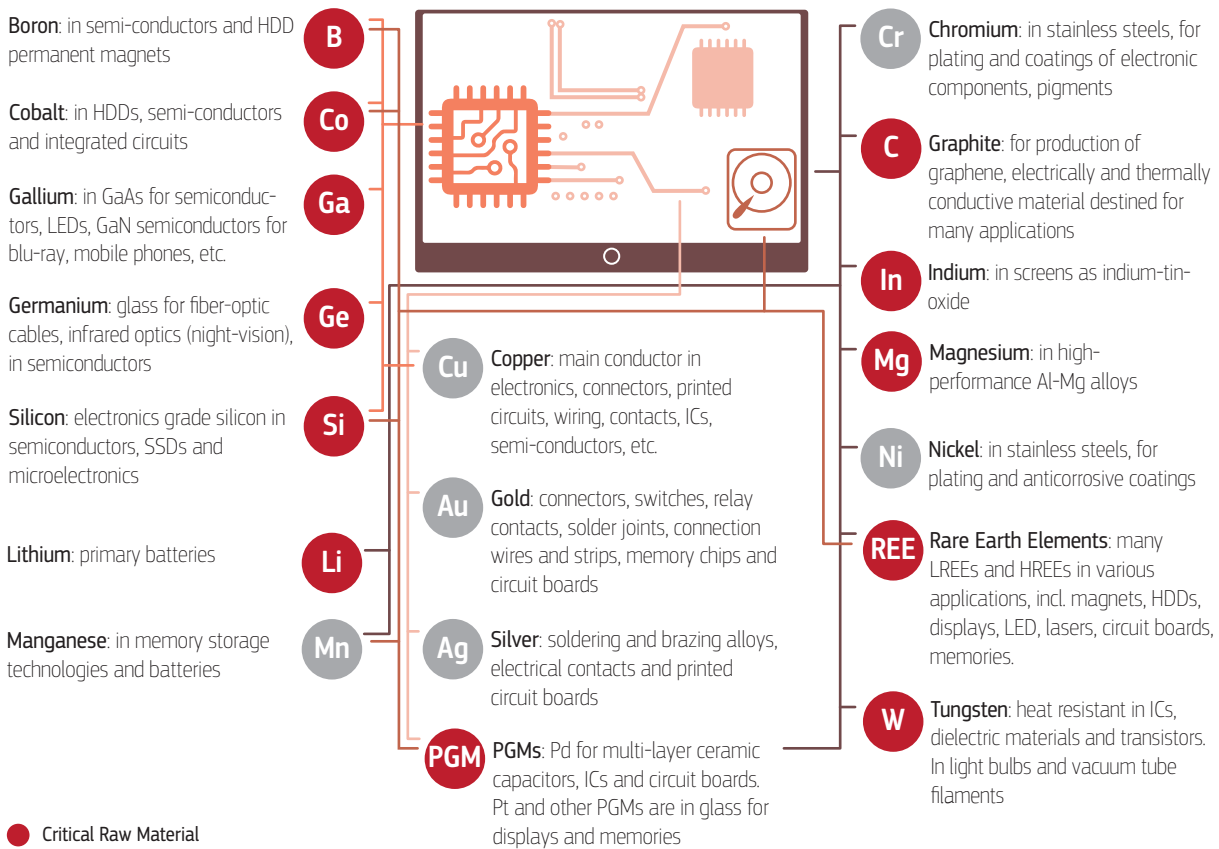 Boron: in semi-conductors and HDD
permanent magnets
B
Cobalt: in HDDs, semi-conductors
and integrated circuits
Co
Gallium: in GaAs for semiconduc-
tors, LEDs, GaN semiconductors for
blu-ray, mobile phones, etc.
Ga
Germanium: glass for fiber-optic
cables, infrared optics (night-vision),
in semiconductors
Ge
Silicon: electronics grade silicon in
semiconductors, SSDs and
microelectronics
Si
Lithium: primary batteries
Li
Manganese: in memory storage
technologies and batteries
Mn
Cu
Copper: main conductor in
electronics, connectors, printed
circuits, wiring, contacts, ICs,
semi-conductors, etc.
Au
Gold: connectors, switches, relay
contacts, solder joints, connection
wires and strips, memory chips and
circuit boards
Ag
Silver: soldering and brazing alloys,
electrical contacts and printed
circuit boards
PGM
PGMs: Pd for multi-layer ceramic
capacitors, ICs and circuit boards.
Pt and other PGMs are in glass for
displays and memories
Cr
Chromium: in stainless steels, for
plating and coatings of electronic
components, pigments
C
Graphite: for production of
graphene, electrically and thermally
conductive material destined for
many applications
In
Indium: in screens as indium-tin-
oxide
Mg
Magnesium: in high-
performance Al-Mg alloys
Ni
Nickel: in stainless steels, for
plating and anticorrosive coatings
REE
Rare Earth Elements: many
LREEs and HREEs in various
applications, incl. magnets, HDDs,
displays, LED, lasers, circuit boards,
memories.
W
Tungsten: heat resistant in ICs,
dielectric materials and transistors.
In light bulbs and vacuum tube
filaments
Critical Raw Material